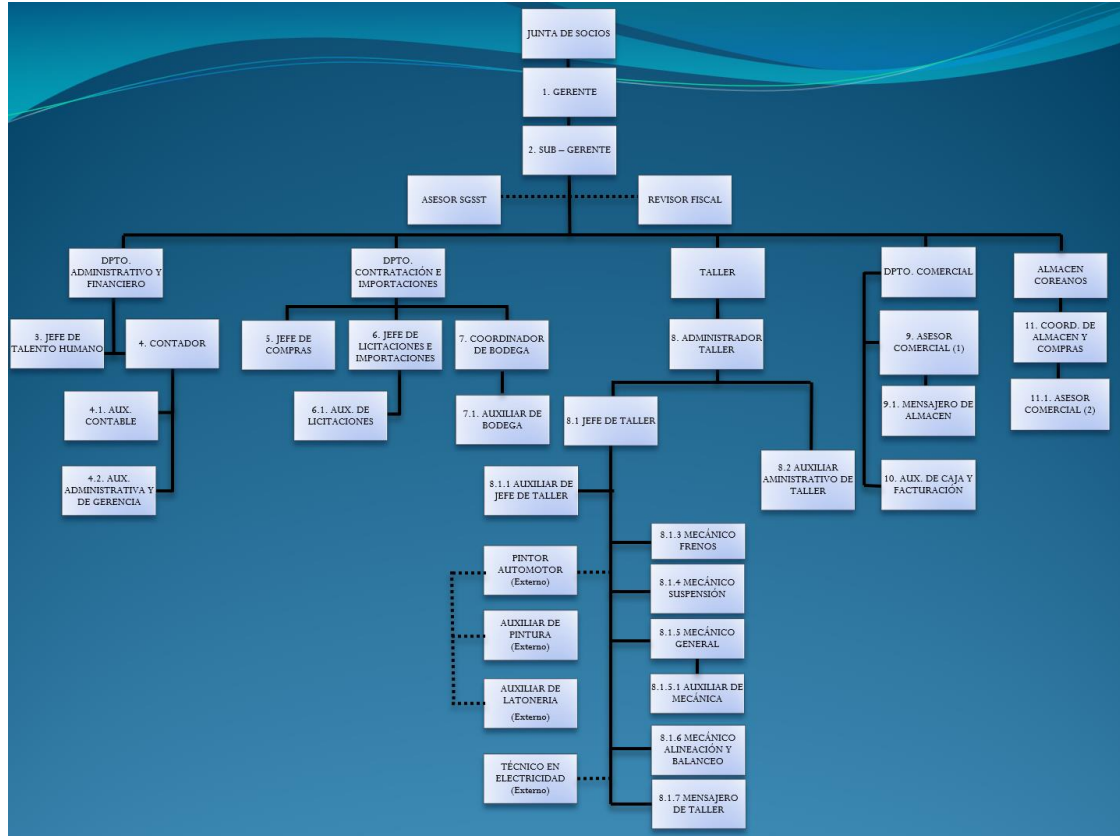 JUNTA DE SOCIOS
1. GERENTE
2. SUB – GERENTE
ASESOR SGSST
REVISOR FISCAL
DPTO.
ADMINISTRATIVO Y
FINANCIERO
DPTO.
CONTRATACIÓN E
IMPORTACIONES
TALLER
DPTO. COMERCIAL
ALMACEN
COREANOS
3. JEFE DE
TALENTO HUMANO
4. CONTADOR
5. JEFE DE
COMPRAS
6. JEFE DE
LICITACIONES E
IMPORTACIONES
7. COORDINADOR
DE BODEGA
8. ADMINISTRADOR
TALLER
9. ASESOR
COMERCIAL (1)
11. COORD. DE
ALMACEN Y
COMPRAS
4.1. AUX.
CONTABLE
6.1. AUX. DE
LICITACIONES
7.1. AUXILIAR DE
BODEGA
8.1 JEFE DE TALLER
9.1. MENSAJERO DE
ALMACEN
11.1. ASESOR
COMERCIAL (2)
4.2. AUX.
ADMINISTRATIVA Y
DE GERENCIA
8.1.1 AUXILIAR DE
JEFE DE TALLER
8.2 AUXILIAR
AMINISTRATIVO DE
TALLER
10. AUX. DE CAJA Y
FACTURACIÓN
8.1.3 MECÁNICO
FRENOS
PINTOR
AUTOMOTOR
(Externo)
8.1.4 MECÁNICO
SUSPENSIÓN
AUXILIAR DE
PINTURA
(Externo)
8.1.5 MECÁNICO
GENERAL
AUXILIAR DE
LATONERIA
(Externo)
8.1.5.1 AUXILIAR DE
MECÁNICA
8.1.6 MECÁNICO
ALINEACIÓN Y
BALANCEO
TÉCNICO EN
ELECTRICIDAD
(Externo)
8.1.7 MENSAJERO
DE TALLER